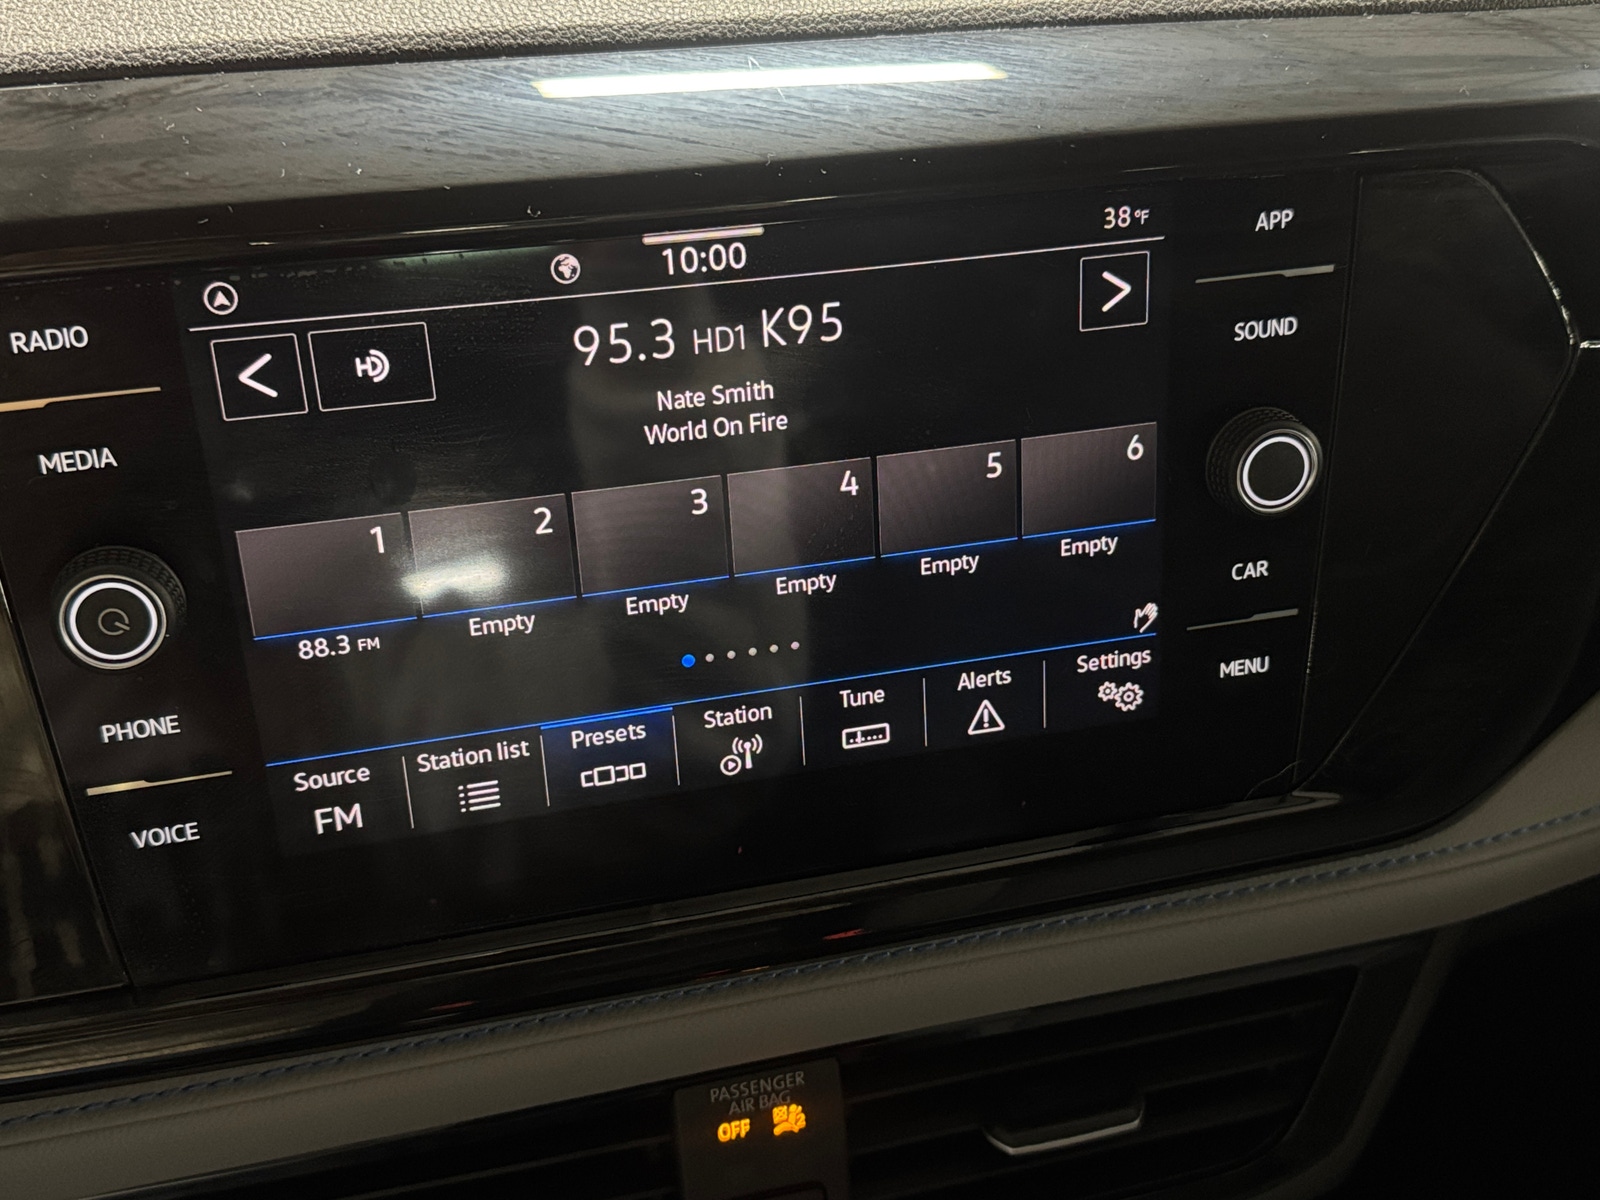 38°F
10:00
95.3 HD1 K95
HD
Nate Smith
World On Fire
1 2 3 4 5 6
88.3 FM Empty Empty Empty Empty Empty
Source Station list Presets Station Tune Alerts Settings
FM
RADIO
MEDIA
PHONE
VOICE
APP
SOUND
CAR
MENU
PASSENGER
AIR BAG
OFF